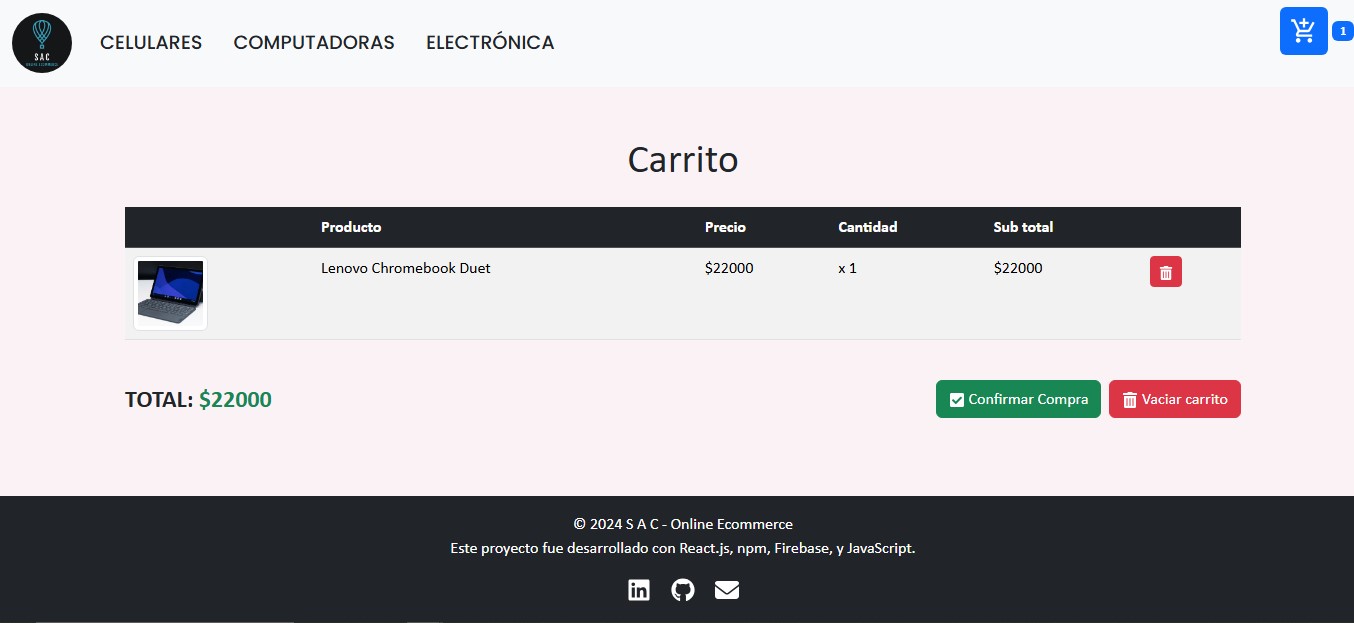 SAC
CELULARES COMPUTADORAS ELECTRÓNICA
1
Carrito
Producto Precio Cantidad Sub total
Lenovo Chromebook Duet $22000 x 1 $22000
TOTAL: $22000
Confirmar Compra Vaciar carrito
© 2024 S A C - Online Ecommerce
Este proyecto fue desarrollado con React.js, npm, Firebase, y JavaScript.